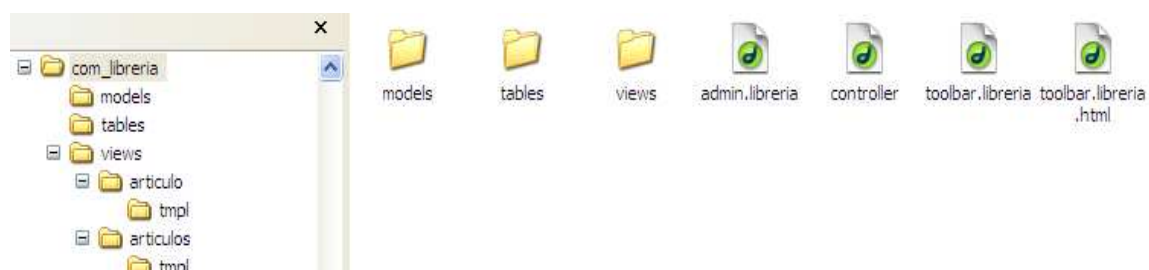 com_libreria
models
tables
views
articulo
tmpl
articulos
tmpl
models
tables
views
admin.libreria
controller
toolbar.libreria
toolbar.libreria
.html